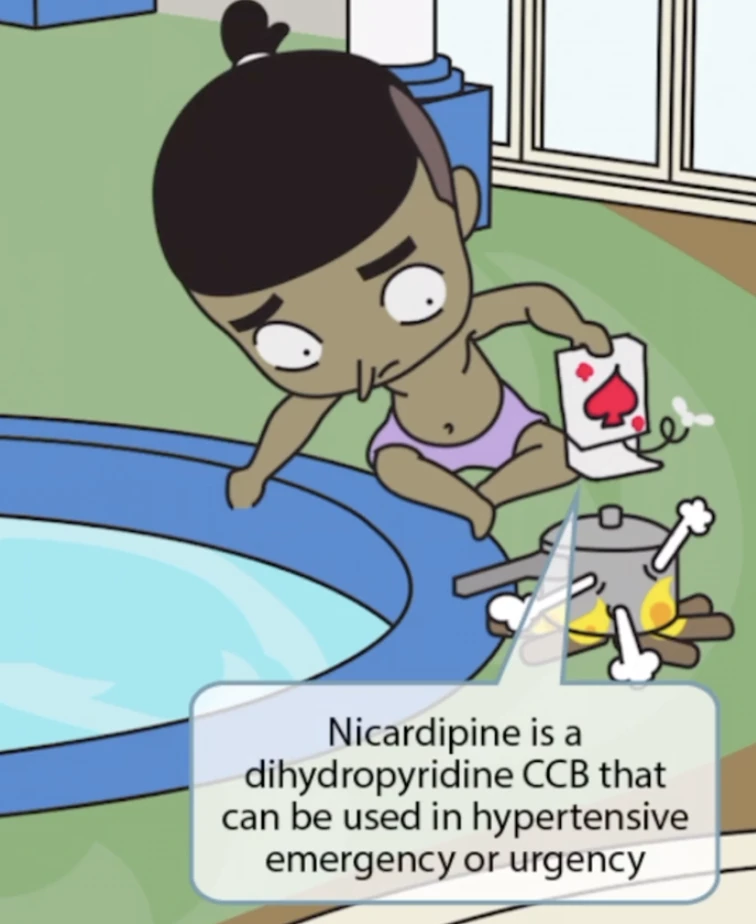 Nicardipine is a
dihydropyridine CCB that
can be used in hypertensive
emergency or urgency